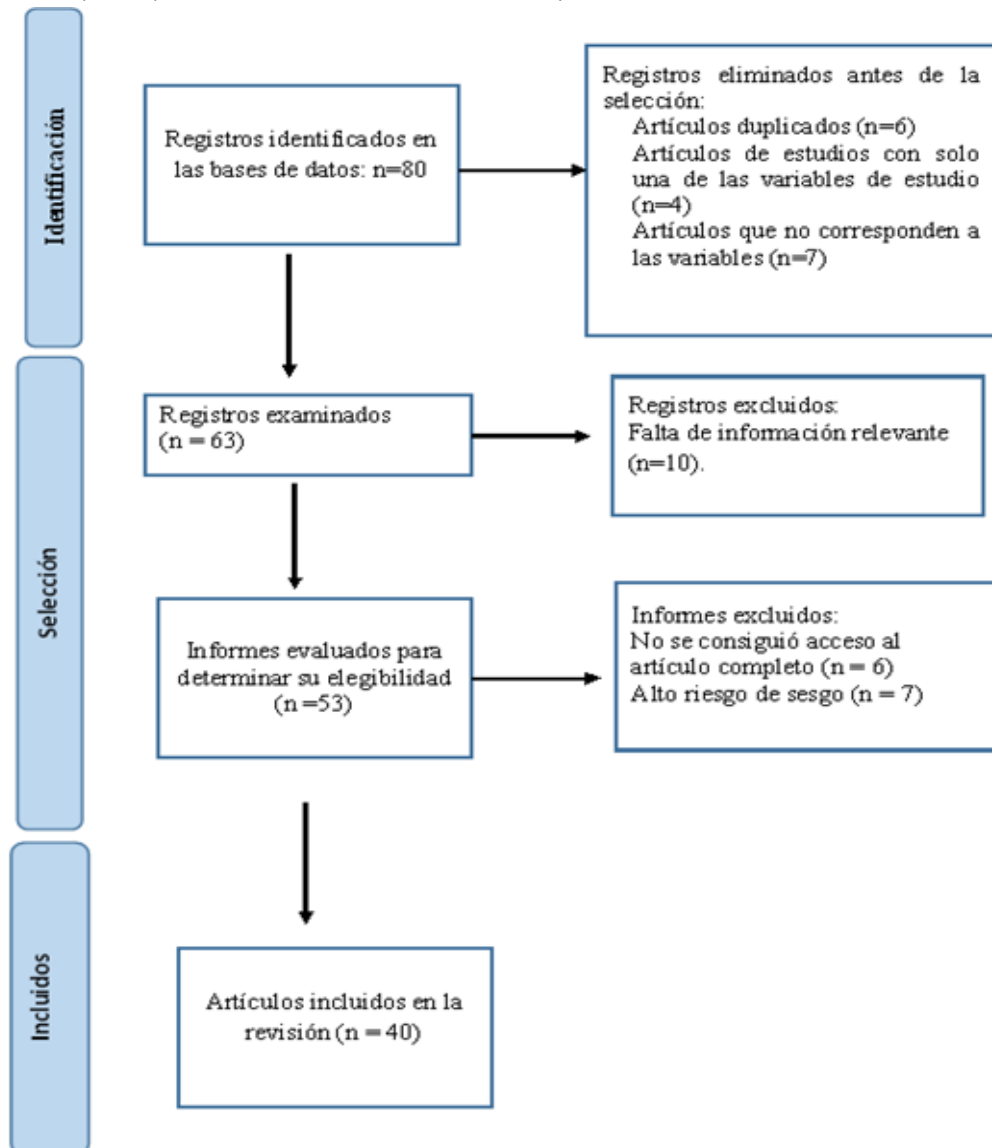 Identificación
Registros identificados en
las bases de datos: n=80
Registros eliminados antes de la
selección:
Artículos duplicados (n=6)
Artículos de estudios con solo
una de las variables de estudio
(n=4)
Artículos que no corresponden a
las variables (n=7)
Selección
Registros examinados
(n = 63)
Registros excluidos:
Falta de información relevante
(n=10).
Informes evaluados para
determinar su elegibilidad
(n =53)
Informes excluidos:
No se consiguió acceso al
artículo completo (n = 6)
Alto riesgo de sesgo (n = 7)
Incluidos
Artículos incluidos en la
revisión (n = 40)